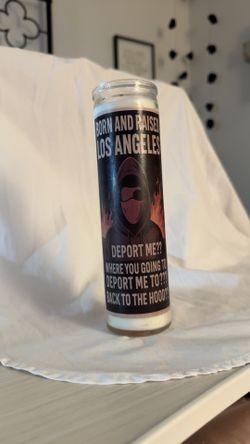 BORN AND RAISED
LOS ANGELES
DEPORT ME??
WHERE YOU GOING TO
DEPORT ME TO???
BACK TO THE HOOD?